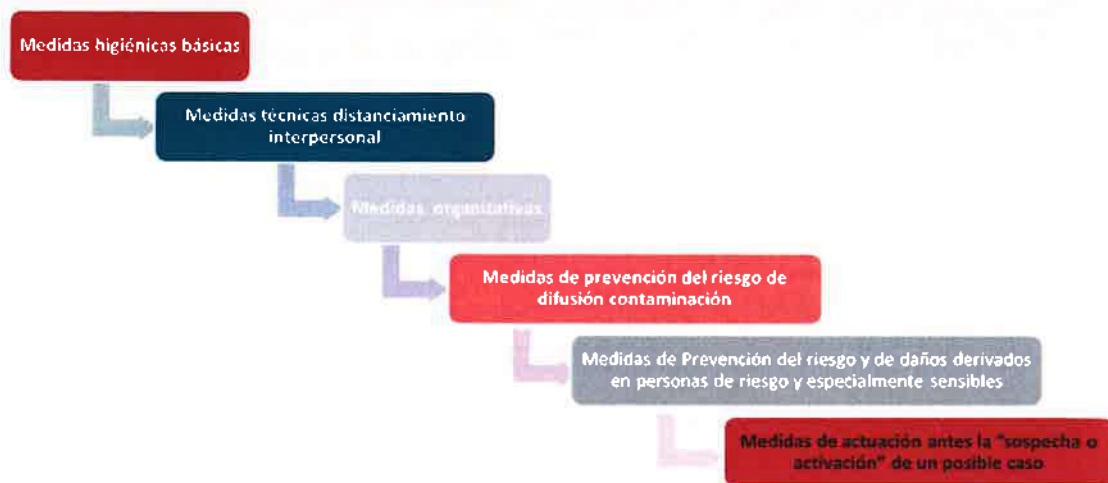 Medidas higiénicas básicas
Medidas técnicas distanciamiento
interpersonal
Medidas organitativas
Medidas de prevención del riesgo de
difusión contaminación
Medidas de Prevención del riesgo y de daños derivados
en personas de riesgo y especialmente sensibles
Medidas de actuación antes la "sospecha o
activación" de un posible caso